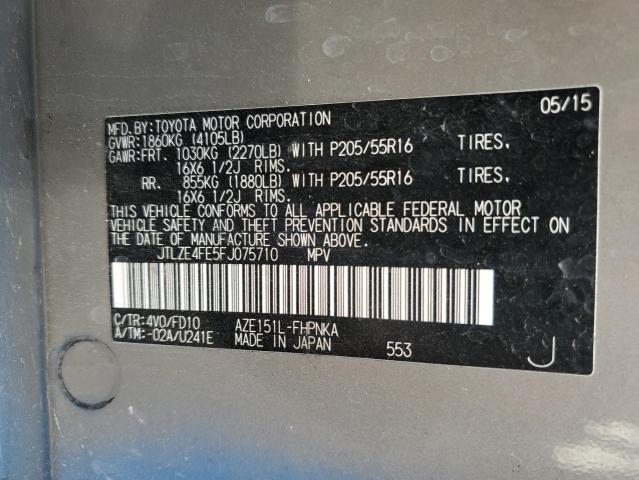 05/15
MFD.BY:TOYOTA MOTOR CORPORATION
GVWR:1860KG (4105LB)
GAWR:FRT. 1030KG (2270LB) WITH P205/55R16 TIRES,
16X6 1/2J RIMS.
RR. 855KG (1880LB) WITH P205/55R16 TIRES,
16X6 1/2J RIMS.
THIS VEHICLE CONFORMS TO ALL APPLICABLE FEDERAL MOTOR
VEHICLE SAFETY AND THEFT PREVENTION STANDARDS IN EFFECT ON
THE DATE OF MANUFACTURE SHOWN ABOVE.
JTLZE4FE5FJ075710 MPV
C/TR:4V0/FD10 AZE151L-FHPNKA
A/TM:-02A/U241E MADE IN JAPAN 553 J